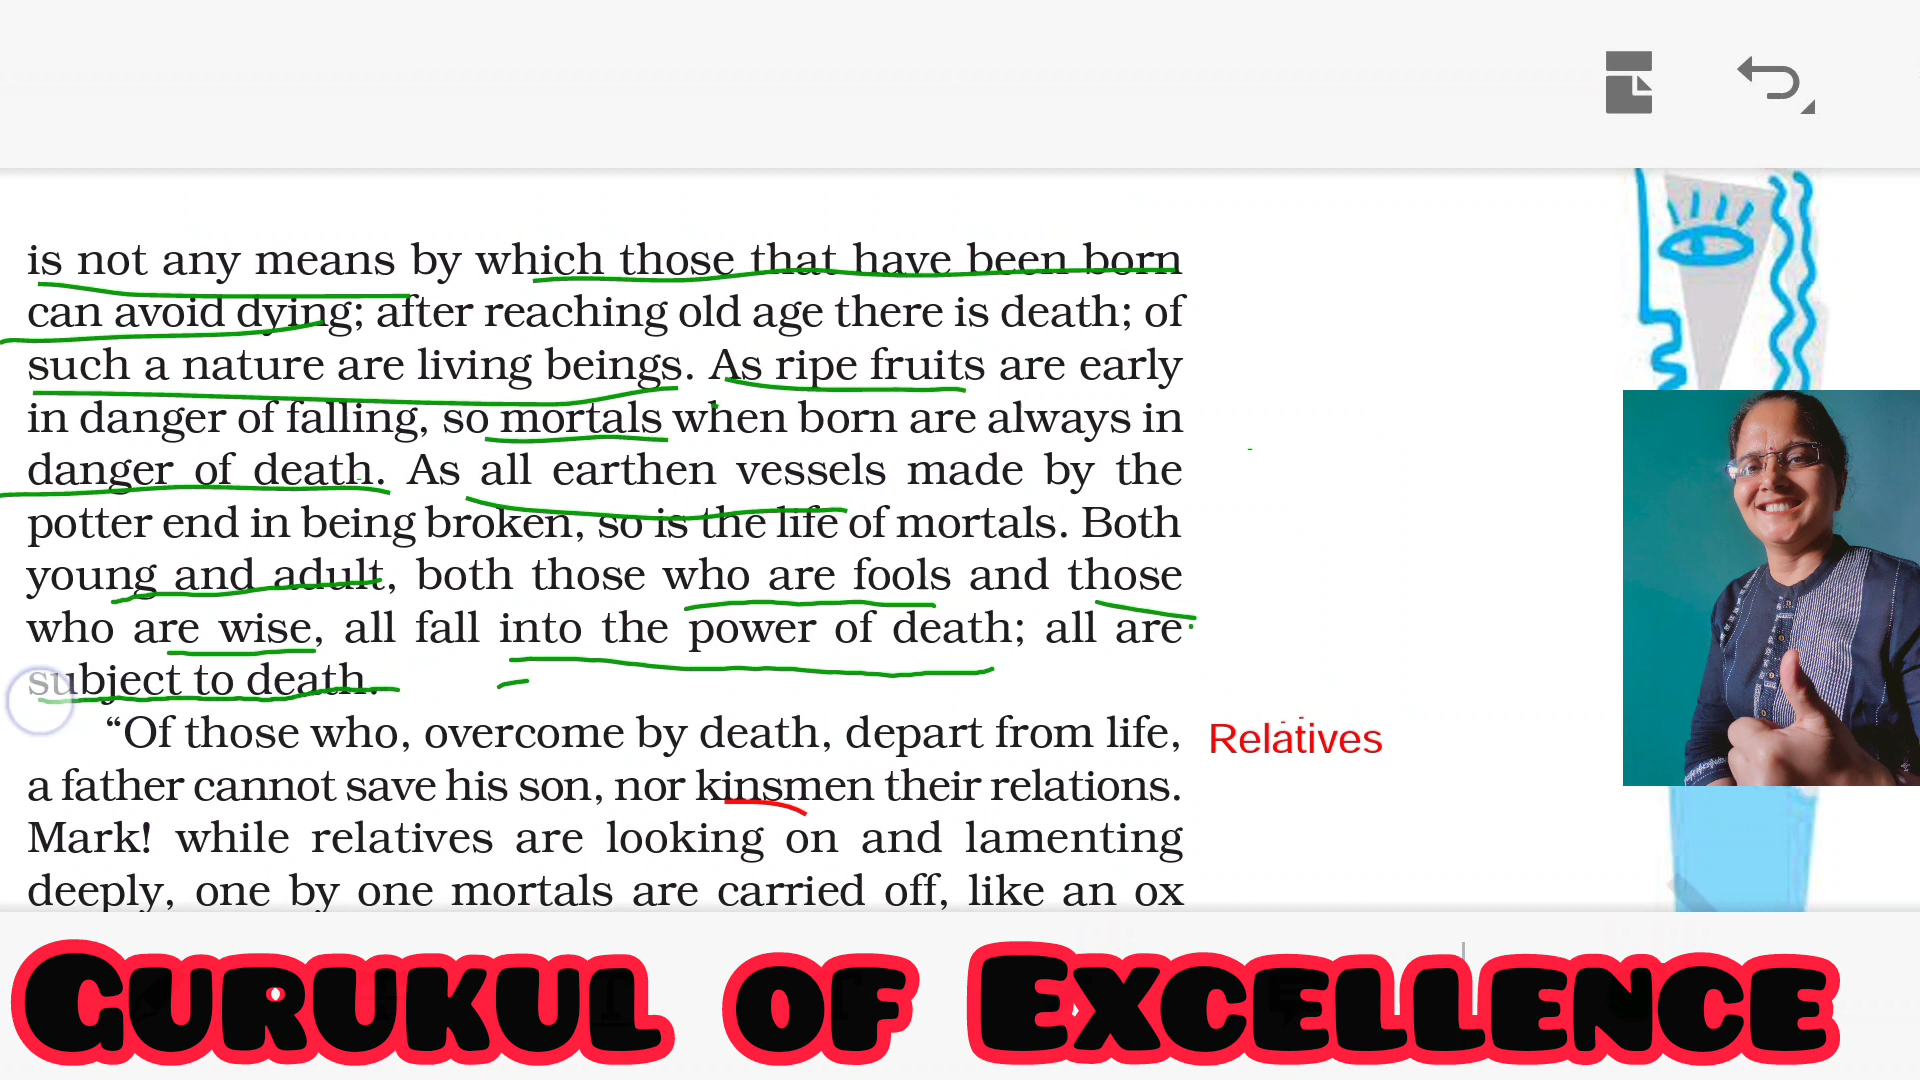 is not any means by which those that have been born
can avoid dying; after reaching old age there is death; of
such a nature are living beings. As ripe fruits are early
in danger of falling, so mortals when born are always in
danger of death. As all earthen vessels made by the
potter end in being broken, so is the life of mortals. Both
young and adult, both those who are fools and those
who are wise, all fall into the power of death; all are
subject to death.
“Of those who, overcome by death, depart from life,
Relatives
a father cannot save his son, nor kinsmen their relations.
Mark! while relatives are looking on and lamenting
deeply, one by one mortals are carried off, like an ox
GURUKUL OF EXCELLENCE